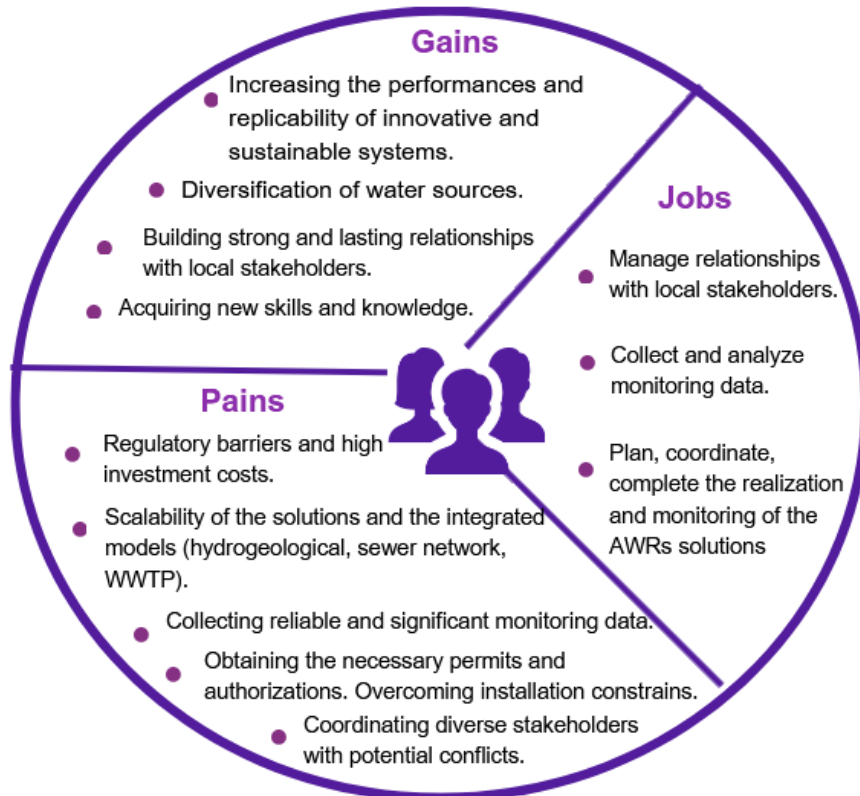 Gains
Increasing the performances and
replicability of innovative and
sustainable systems.
Diversification of water sources.
Building strong and lasting relationships
with local stakeholders.
Acquiring new skills and knowledge.
Jobs
Manage relationships
with local stakeholders.
Collect and analyze
monitoring data.
Plan, coordinate,
complete the realization
and monitoring of the
AWRs solutions
Pains
Regulatory barriers and high
investment costs.
Scalability of the solutions and the integrated
models (hydrogeological, sewer network,
WWTP).
Collecting reliable and significant monitoring data.
Obtaining the necessary permits and
authorizations. Overcoming installation constrains.
Coordinating diverse stakeholders
with potential conflicts.